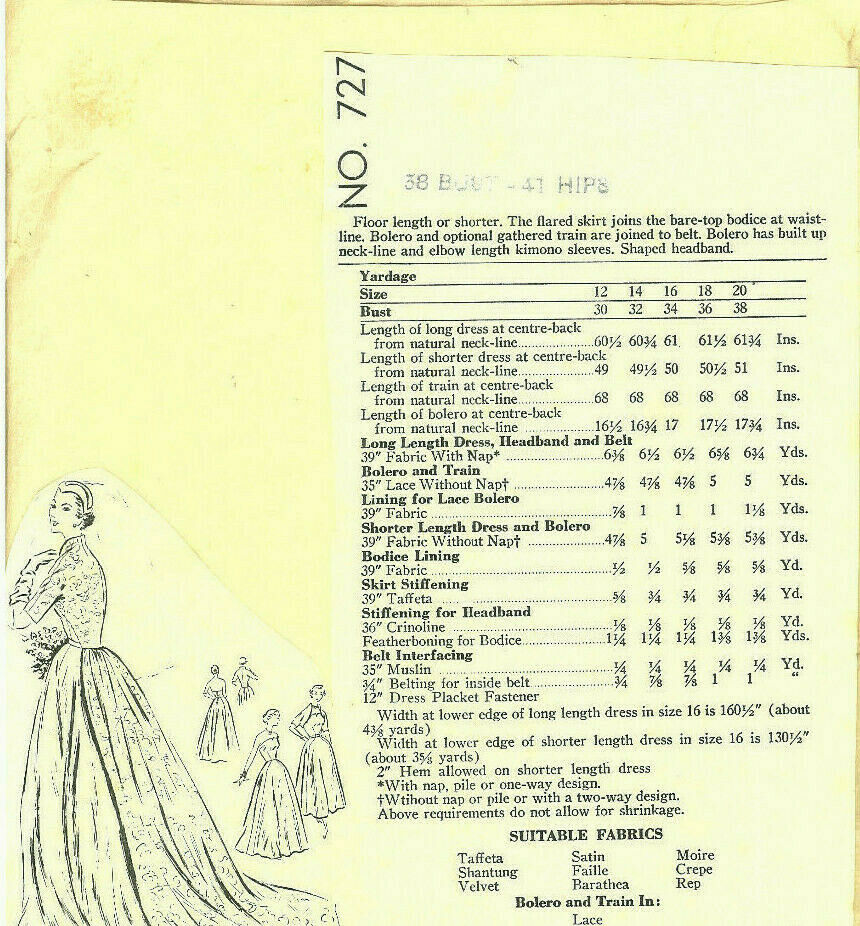 NO. 727
38 BUST - 41 HIPS
Floor length or shorter. The flared skirt joins the bare-top bodice at waist-
line. Bolero and optional gathered train are joined to belt. Bolero has built up
neck-line and elbow length kimono sleeves. Shaped headband.
Yardage
Size 12 14 16 18 20
Bust 30 32 34 36 38
Length of long dress at centre-back
from natural neck-line 60½ 60¾ 61 61½ 61¾ Ins.
Length of shorter dress at centre-back
from natural neck-line 49 49½ 50 50½ 51 Ins.
Length of train at centre-back
from natural neck-line 68 68 68 68 68 Ins.
Length of bolero at centre-back
from natural neck-line 16½ 16¾ 17 17½ 17¾ Ins.
Long Length Dress, Headband and Belt
39" Fabric With Nap* 6⅜ 6½ 6½ 6⅝ 6¾ Yds.
Bolero and Train
35" Lace Without Nap† 4⅞ 4⅞ 4⅞ 5 5 Yds.
Lining for Lace Bolero
39" Fabric ⅞ 1 1 1 1⅛ Yds.
Shorter Length Dress and Bolero
39" Fabric Without Nap† 4⅞ 5 5⅛ 5⅜ 5⅜ Yds.
Bodice Lining
39" Fabric ½ ½ ⅝ ⅝ ⅝ Yd.
Skirt Stiffening
39" Taffeta ⅝ ¾ ¾ ¾ ¾ Yd.
Stiffening for Headband
36" Crinoline ⅛ ⅛ ⅛ ⅛ ⅛ Yd.
Featherboning for Bodice 1¼ 1¼ 1¼ 1⅜ 1⅜ Yds.
Belt Interfacing
35" Muslin ¼ ¼ ¼ ¼ ¼ Yd.
¾" Belting for inside belt ¾ ⅞ ⅞ 1 1 "
12" Dress Placket Fastener
Width at lower edge of long length dress in size 16 is 160½" (about
4⅜ yards)
Width at lower edge of shorter length dress in size 16 is 130½"
(about 3⅝ yards)
2" Hem allowed on shorter length dress
*With nap, pile or one-way design.
†Wtihout nap or pile or with a two-way design.
Above requirements do not allow for shrinkage.
SUITABLE FABRICS
Taffeta Satin Moire
Shantung Faille Crepe
Velvet Barathea Rep
Bolero and Train In:
Lace